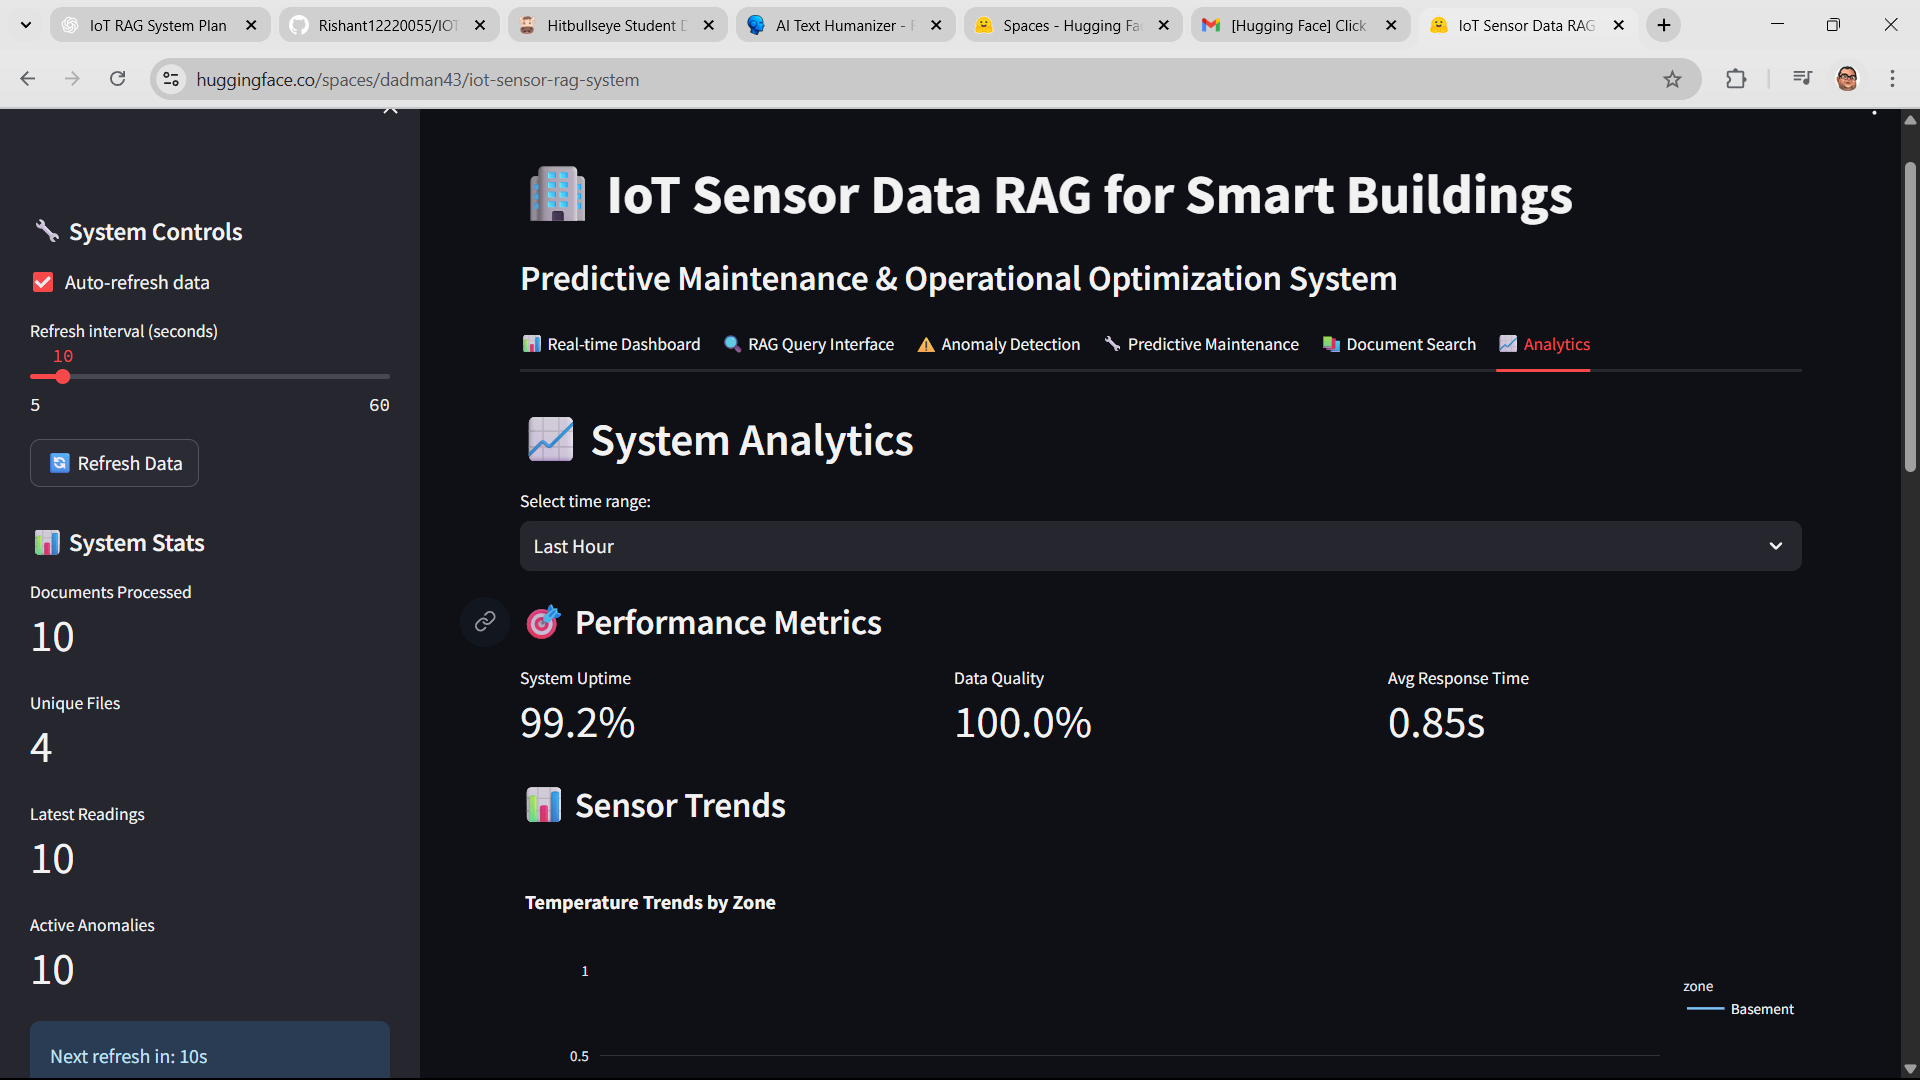 IoT RAG System Plan
Rishant12220055/IOT
Hitbullseye Student D
AI Text Humanizer - F
Spaces - Hugging Fa
[Hugging Face] Click
IoT Sensor Data RAG
huggingface.co/spaces/dadman43/iot-sensor-rag-system
System Controls
Auto-refresh data
Refresh interval (seconds)
10
5
60
Refresh Data
System Stats
Documents Processed
10
Unique Files
4
Latest Readings
10
Active Anomalies
10
Next refresh in: 10s
IoT Sensor Data RAG for Smart Buildings
Predictive Maintenance & Operational Optimization System
Real-time Dashboard
RAG Query Interface
Anomaly Detection
Predictive Maintenance
Document Search
Analytics
System Analytics
Select time range:
Last Hour
Performance Metrics
System Uptime
99.2%
Data Quality
100.0%
Avg Response Time
0.85s
Sensor Trends
Temperature Trends by Zone
1
0.5
zone
Basement